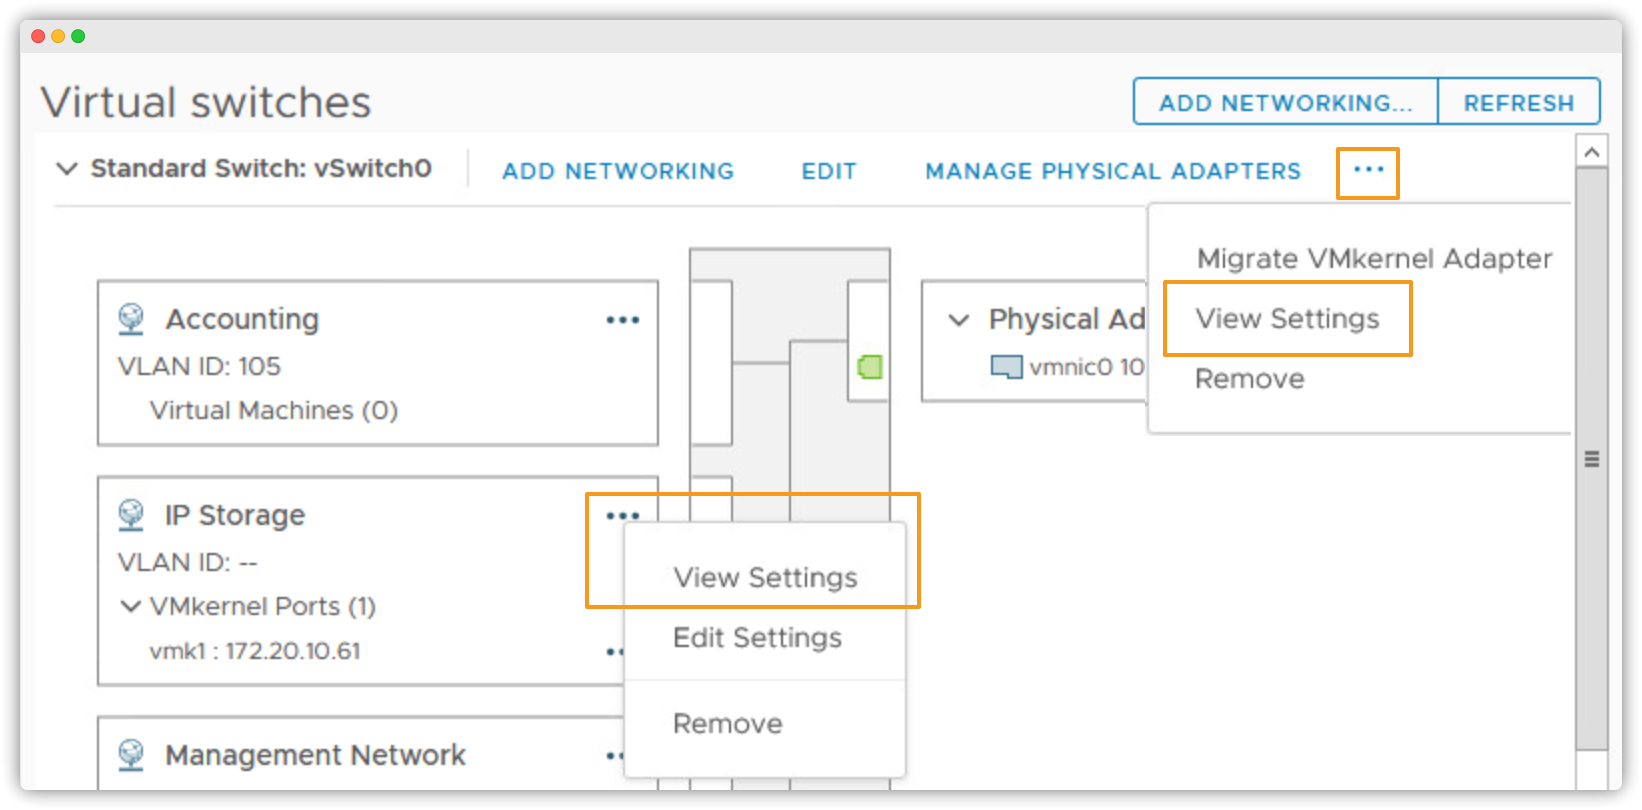 Virtual switches
ADD NETWORKING...
REFRESH
Standard Switch: vSwitch0
ADD NETWORKING
EDIT
MANAGE PHYSICAL ADAPTERS
...
Migrate VMkernel Adapter
View Settings
Remove
Accounting
...
VLAN ID: 105
Virtual Machines (0)
Physical Ad
vmnic0 10
IP Storage
...
VLAN ID: --
VMkernel Ports (1)
vmk1 : 172.20.10.61
View Settings
Edit Settings
Remove
Management Network